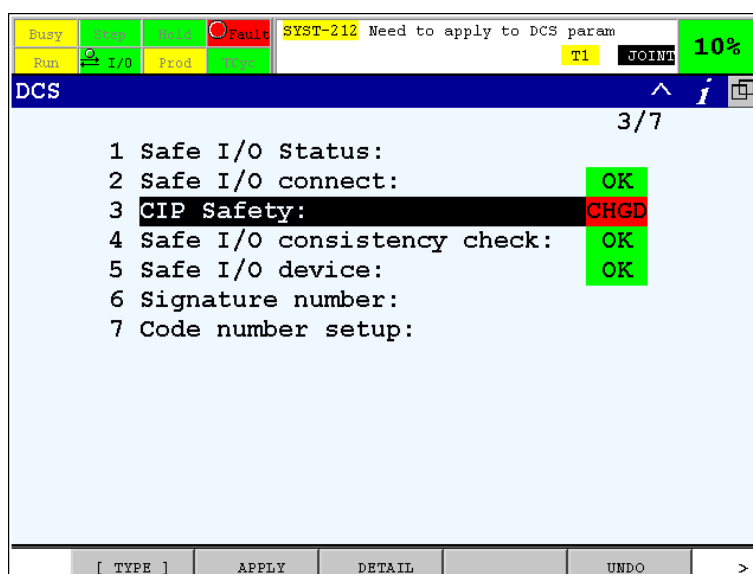 Busy Step Hold Fault SYST-212 Need to apply to DCS param
Run I/O Prod TCyc T1 JOINT 10%
DCS i
3/7
1 Safe I/O Status:
2 Safe I/O connect: OK
3 CIP Safety: CHGD
4 Safe I/O consistency check: OK
5 Safe I/O device: OK
6 Signature number:
7 Code number setup:
[ TYPE ] APPLY DETAIL UNDO >